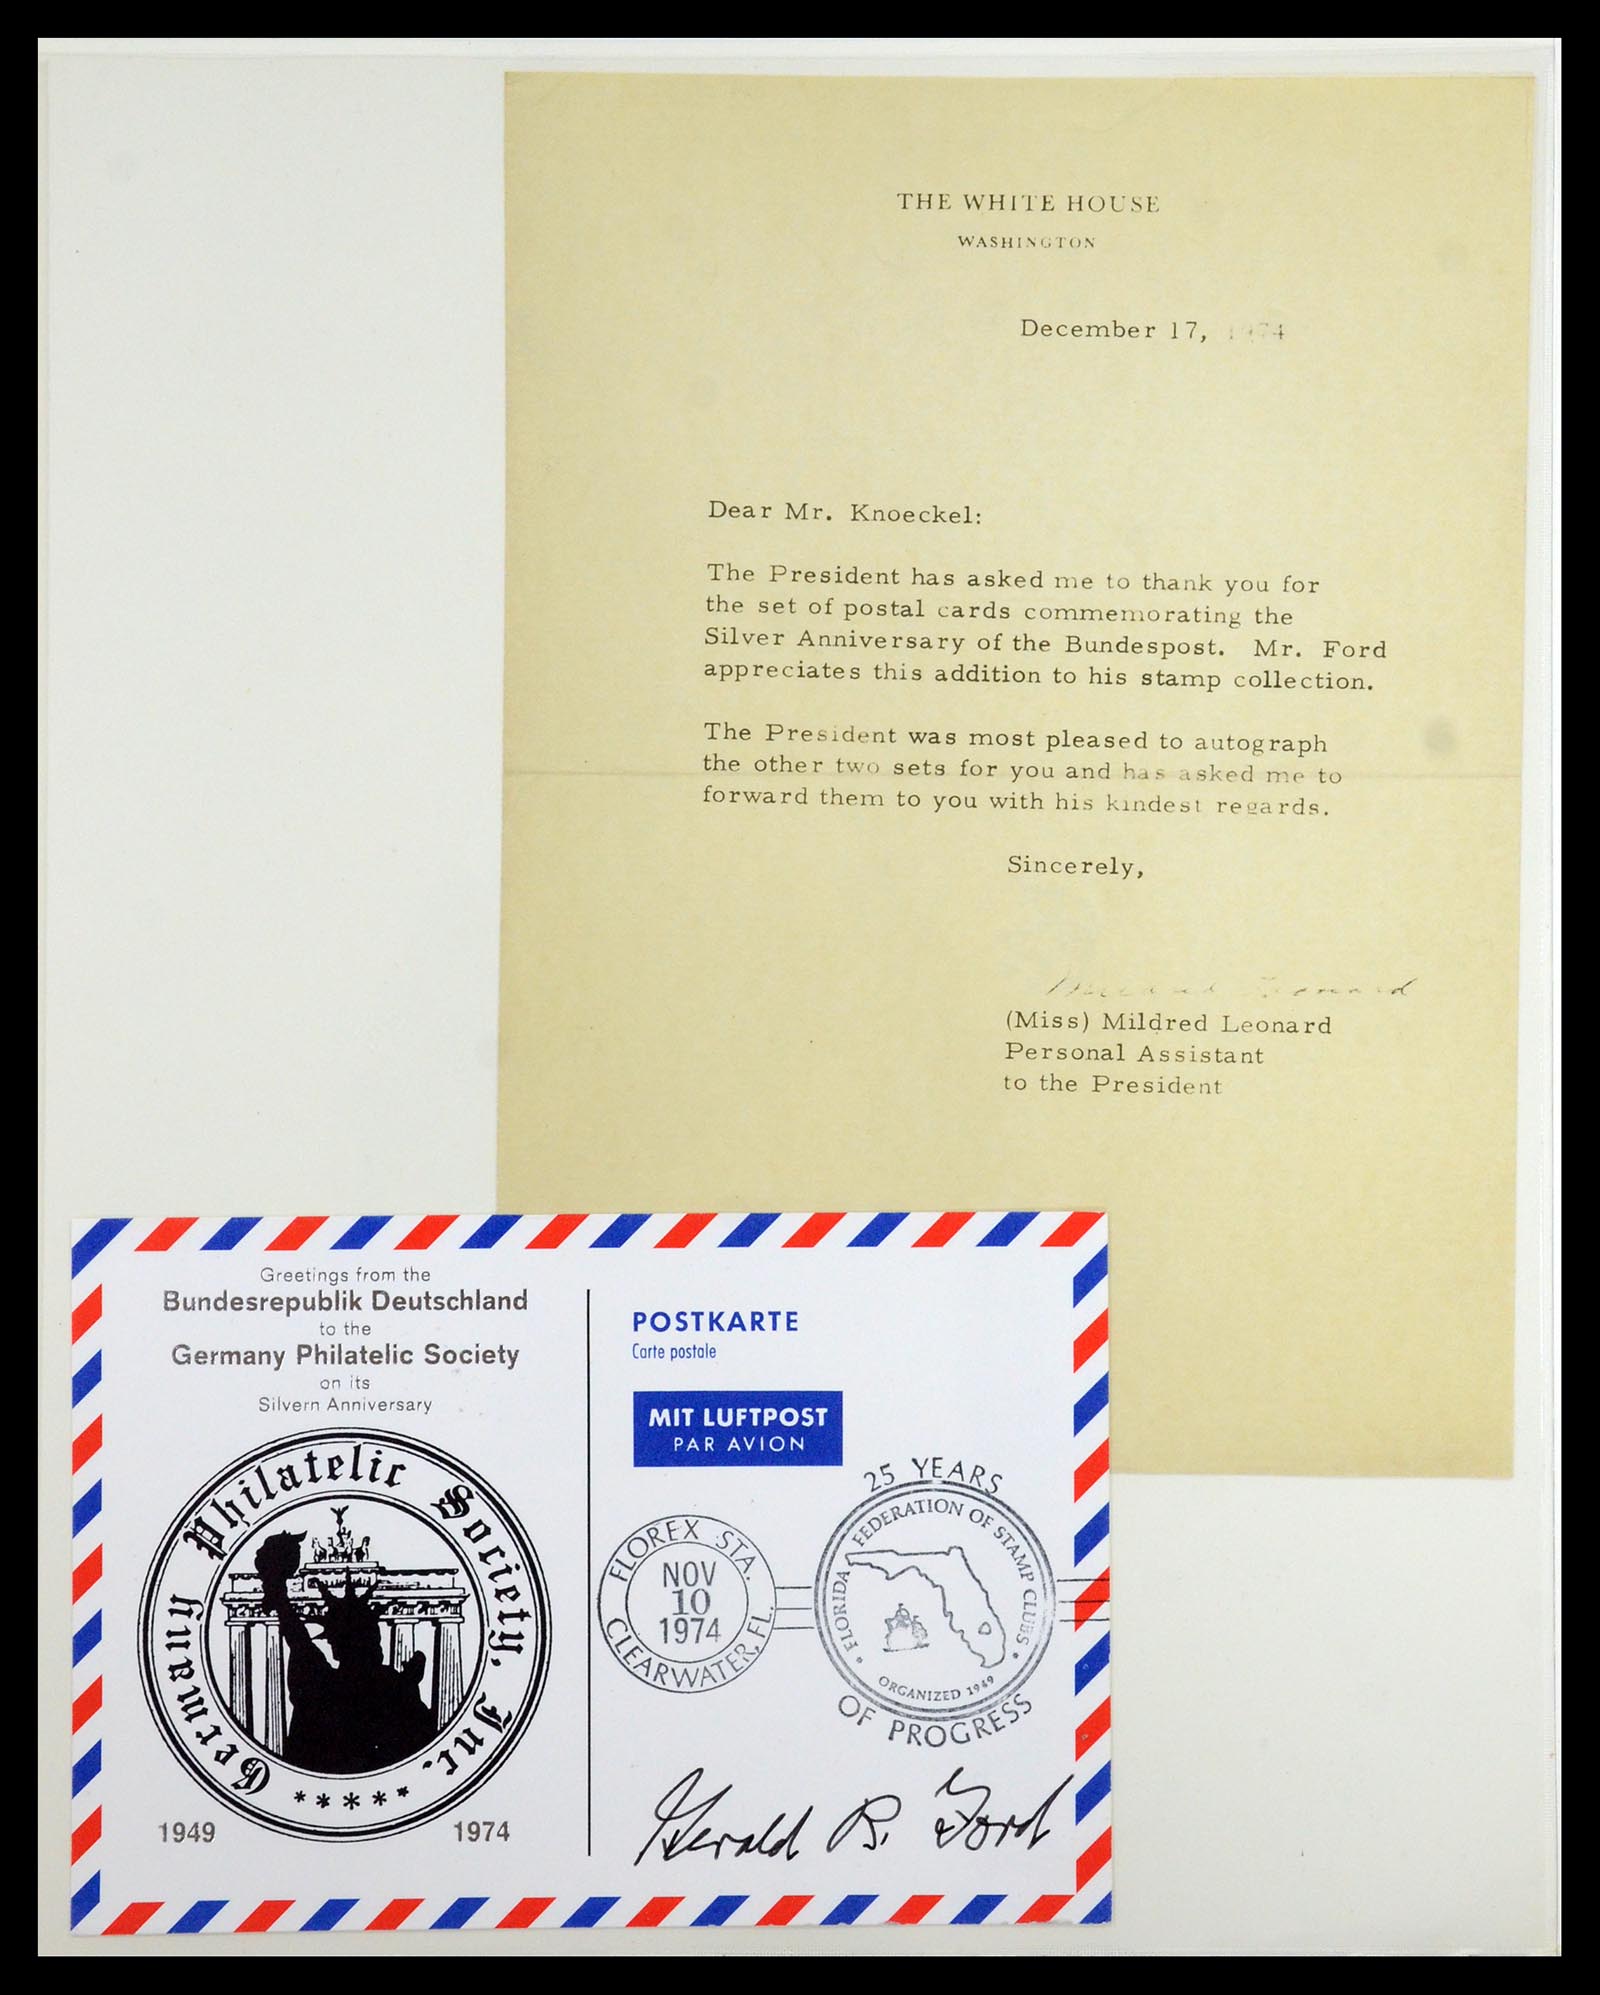 THE WHITE HOUSE
WASHINGTON
December 17, 1974
Dear Mr. Knoeckel:
The President has asked me to thank you for
the set of postal cards commemorating the
Silver Anniversary of the Bundespost. Mr. Ford
appreciates this addition to his stamp collection.
The President was most pleased to autograph
the other two sets for you and has asked me to
forward them to you with his kindest regards.
Sincerely,
Mildred Leonard
(Miss) Mildred Leonard
Personal Assistant
to the President
Greetings from the
Bundesrepublik Deutschland
to the
Germany Philatelic Society
on its
Silvern Anniversary
Germany Philatelic Society, Inc.
*****
1949 1974
POSTKARTE
Carte postale
MIT LUFTPOST
PAR AVION
FLOREX STA.
NOV
10
1974
CLEARWATER, FL.
25 YEARS
FLORIDA FEDERATION OF STAMP CLUBS
ORGANIZED 1949
OF PROGRESS
Gerald R. Ford